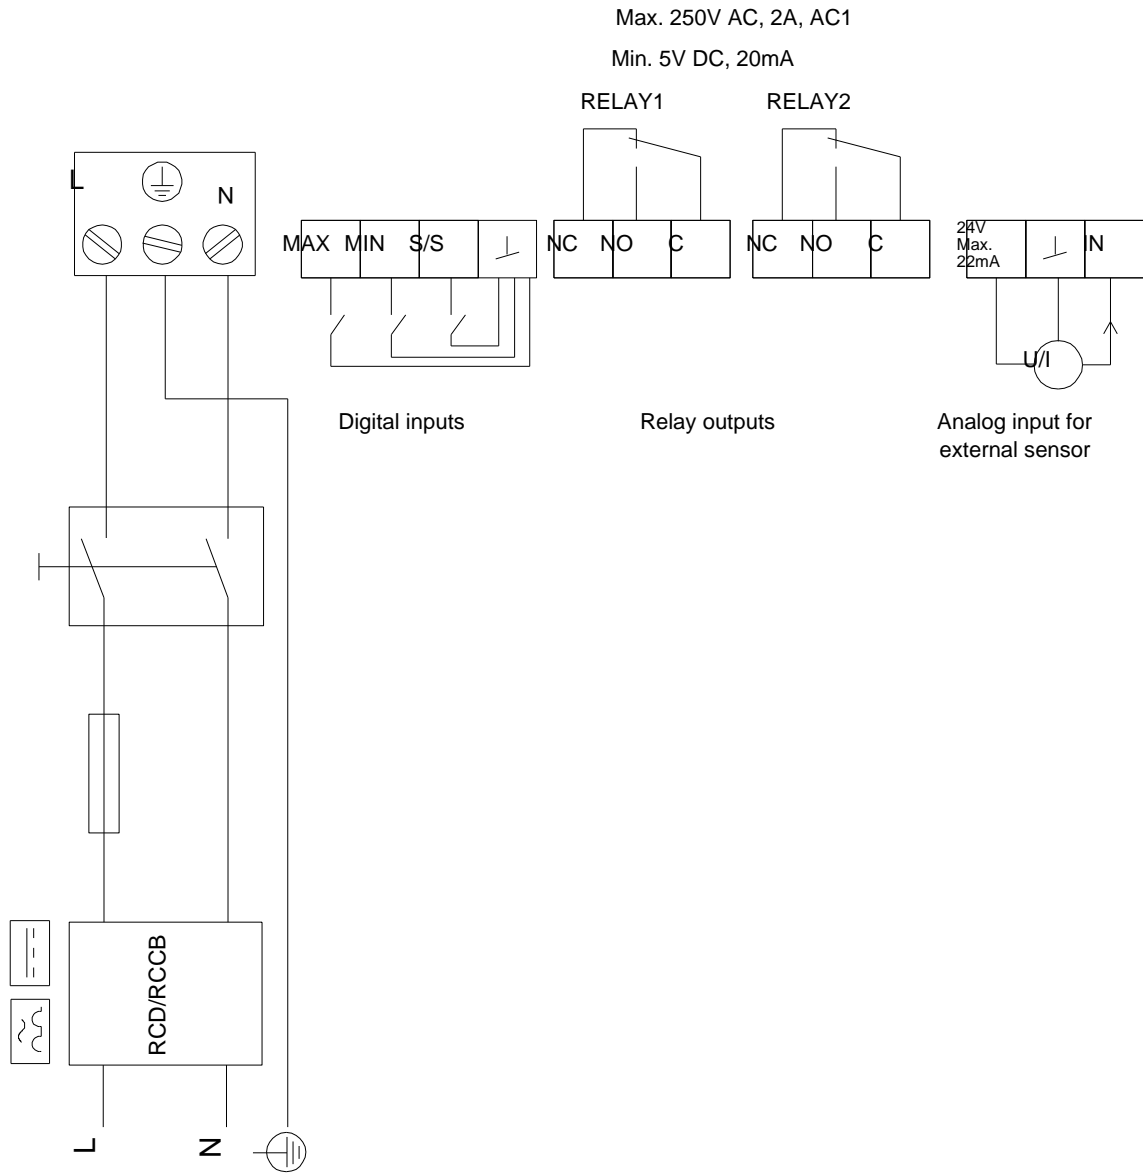 Max. 250V AC, 2A, AC1
Min. 5V DC, 20mA
RELAY1 RELAY2
L
N
MAX MIN S/S NC NO C NC NO C IN
24V
Max.
22mA
U/I
Digital inputs Relay outputs Analog input for
external sensor
RCD/RCCB
L N